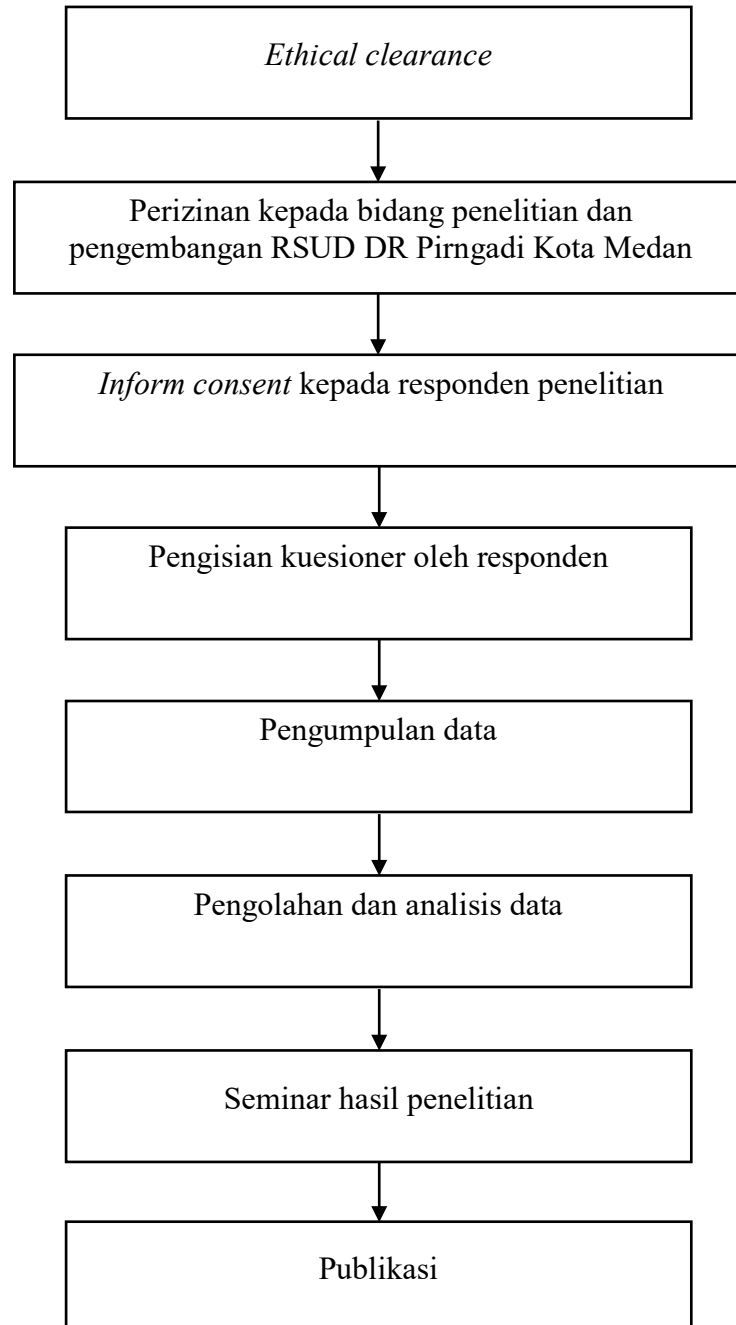 Ethical clearance
Perizinan kepada bidang penelitian dan
pengembangan RSUD DR Pirngadi Kota Medan
Inform consent kepada responden penelitian
Pengisian kuesioner oleh responden
Pengumpulan data
Pengolahan dan analisis data
Seminar hasil penelitian
Publikasi